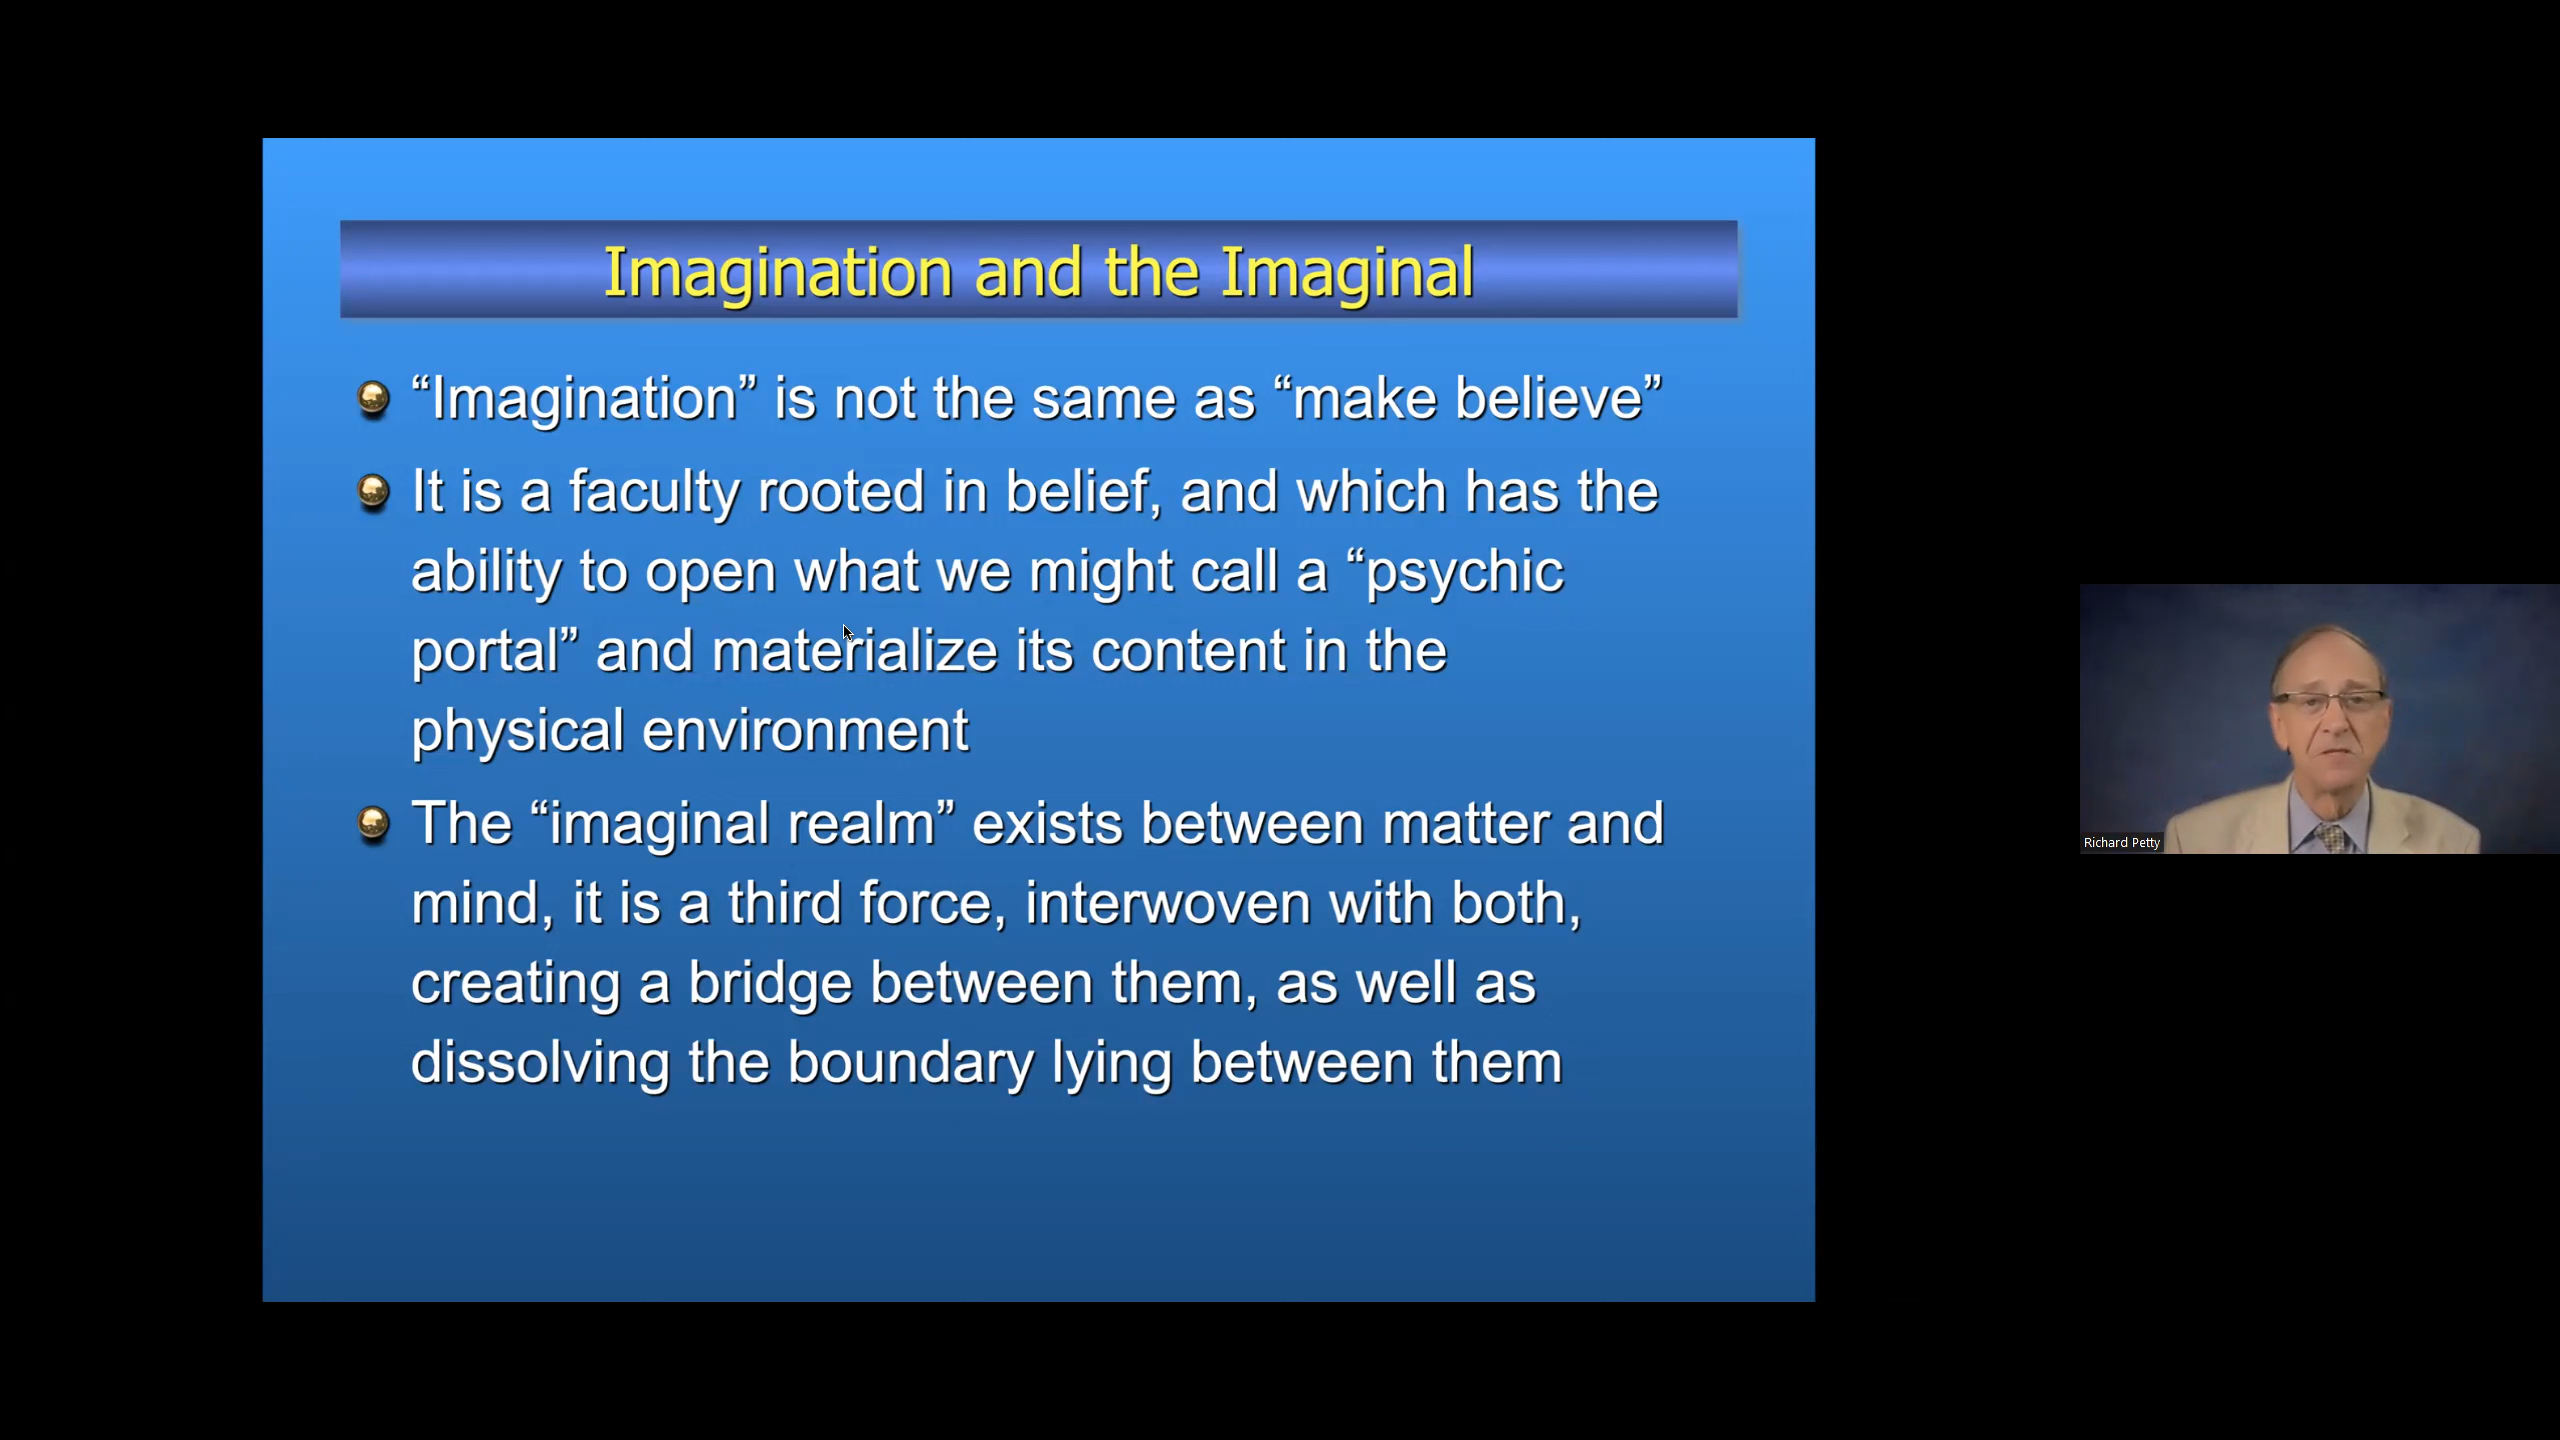 Imagination and the Imaginal
“Imagination” is not the same as “make believe”
It is a faculty rooted in belief, and which has the
ability to open what we might call a “psychic
portal” and materialize its content in the
physical environment
The “imaginal realm” exists between matter and
mind, it is a third force, interwoven with both,
creating a bridge between them, as well as
dissolving the boundary lying between them
Richard Petty